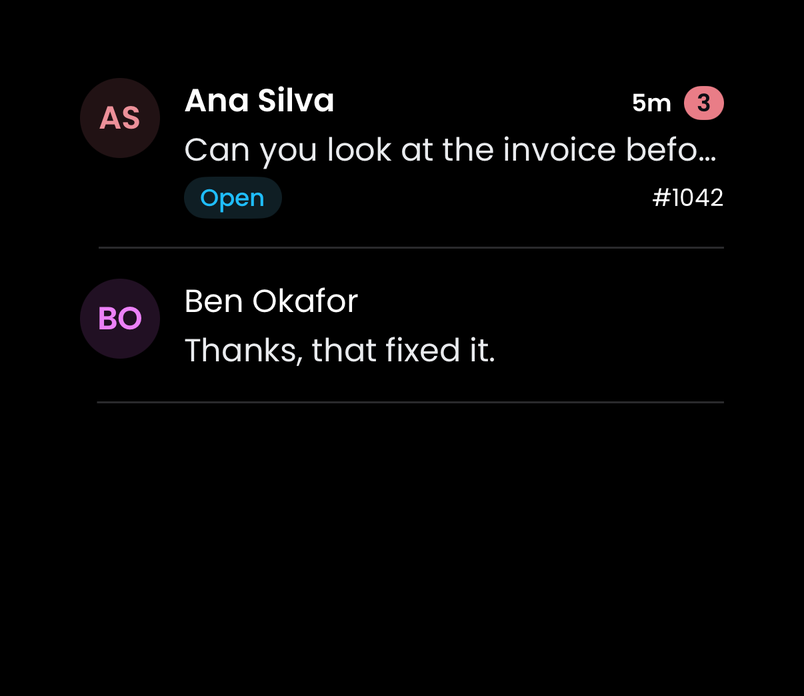 AS
Ana Silva 5m 3
Can you look at the invoice befo...
Open #1042
BO
Ben Okafor
Thanks, that fixed it.